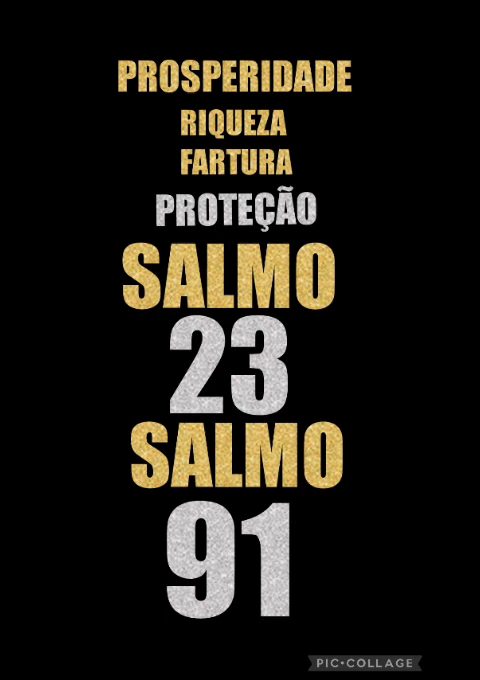 PROSPERIDADE
RIQUEZA
FARTURA
PROTEÇÃO
SALMO
23
SALMO
91
PIC•COLLAGE